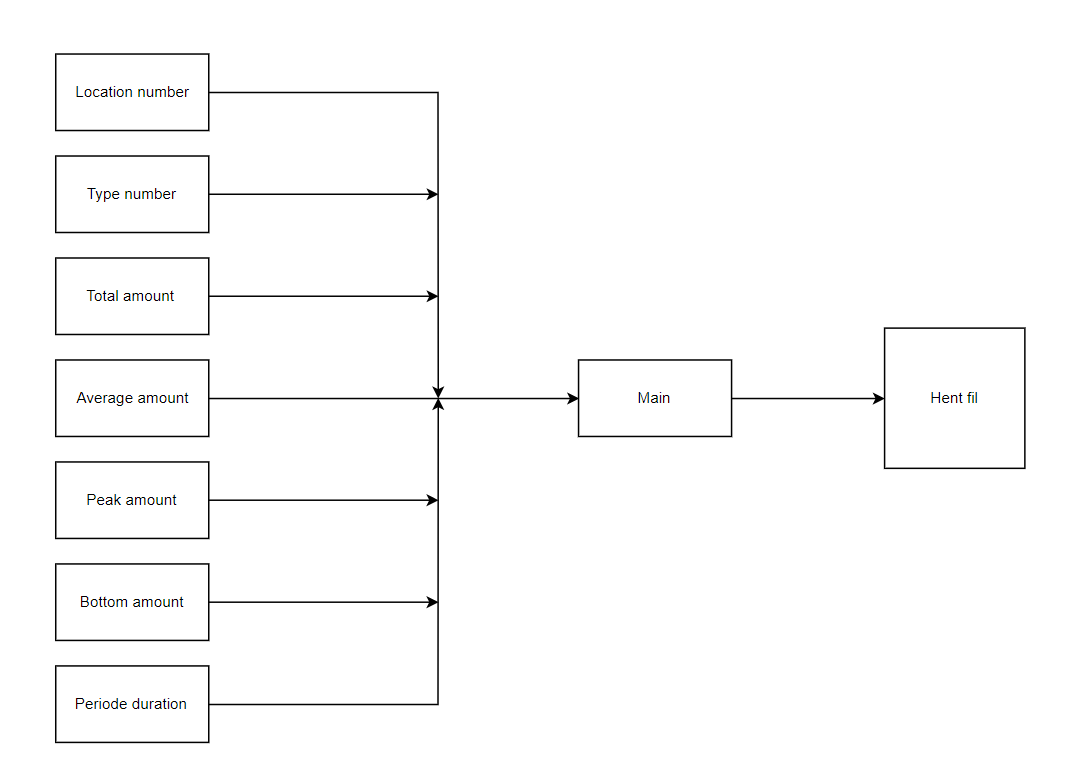 Location number
Type number
Total amount
Average amount
Main
Hent fil
Peak amount
Bottom amount
Periode duration